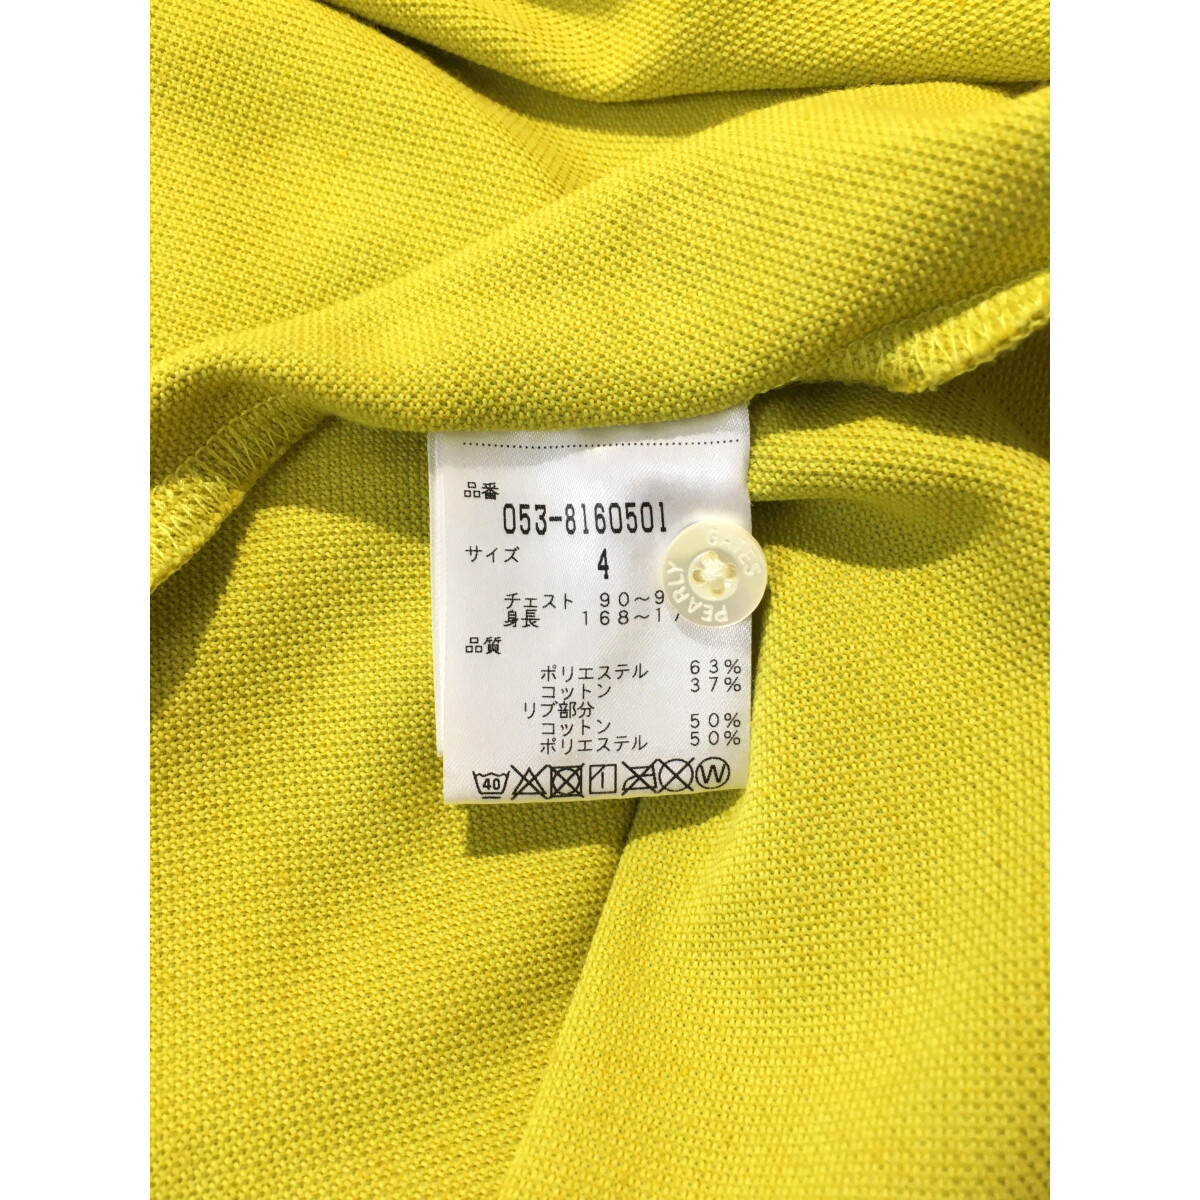 品番
053-8160501
サイズ 4
チェスト 90〜9
身長 168〜17
品質
ポリエステル 63%
コットン 37%
リブ部分
コットン 50%
ポリエステル 50%
40 1 W
PEARLY GATES